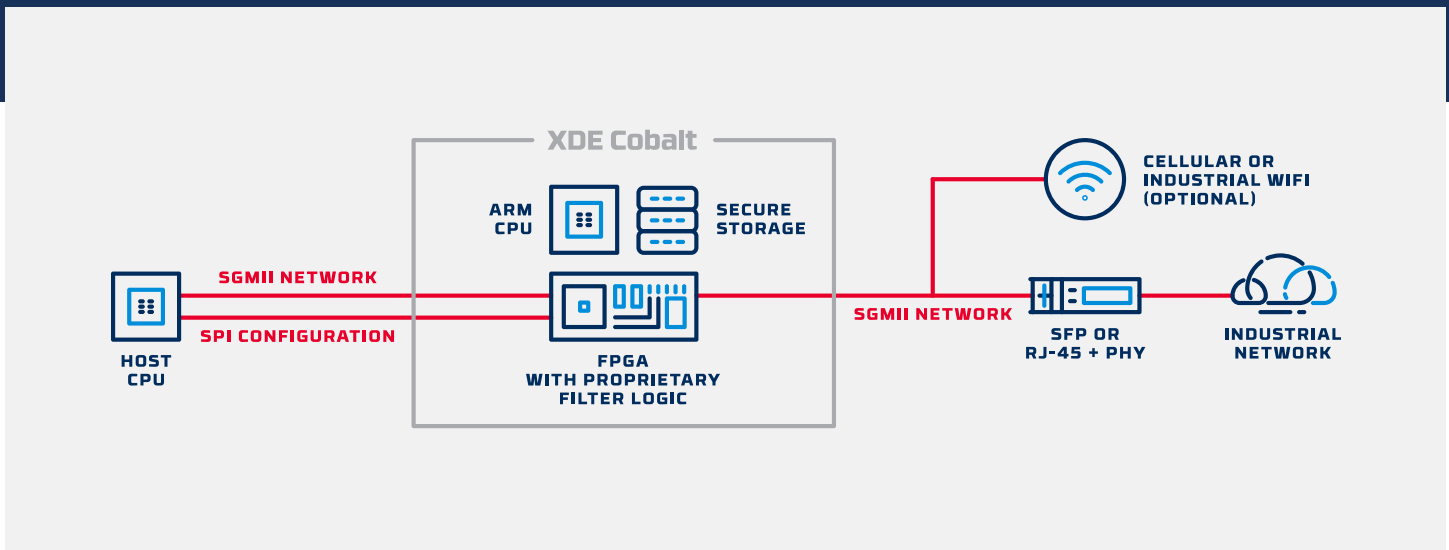 XDE Cobalt
ARM
CPU
SECURE
STORAGE
CELLULAR OR
INDUSTRIAL WIFI
(OPTIONAL)
SGMII NETWORK
SPI CONFIGURATION
HOST
CPU
FPGA
WITH PROPRIETARY
FILTER LOGIC
SGMII NETWORK
SFP OR
RJ-45 + PHY
INDUSTRIAL
NETWORK